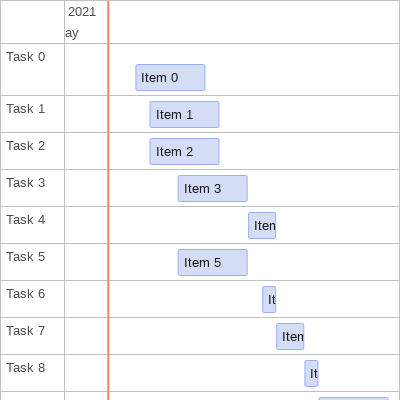 2021
ay
Task 0
Item 0
Task 1
Item 1
Task 2
Item 2
Task 3
Item 3
Task 4
Iten
Task 5
Item 5
Task 6
It
Task 7
Iten
Task 8
It